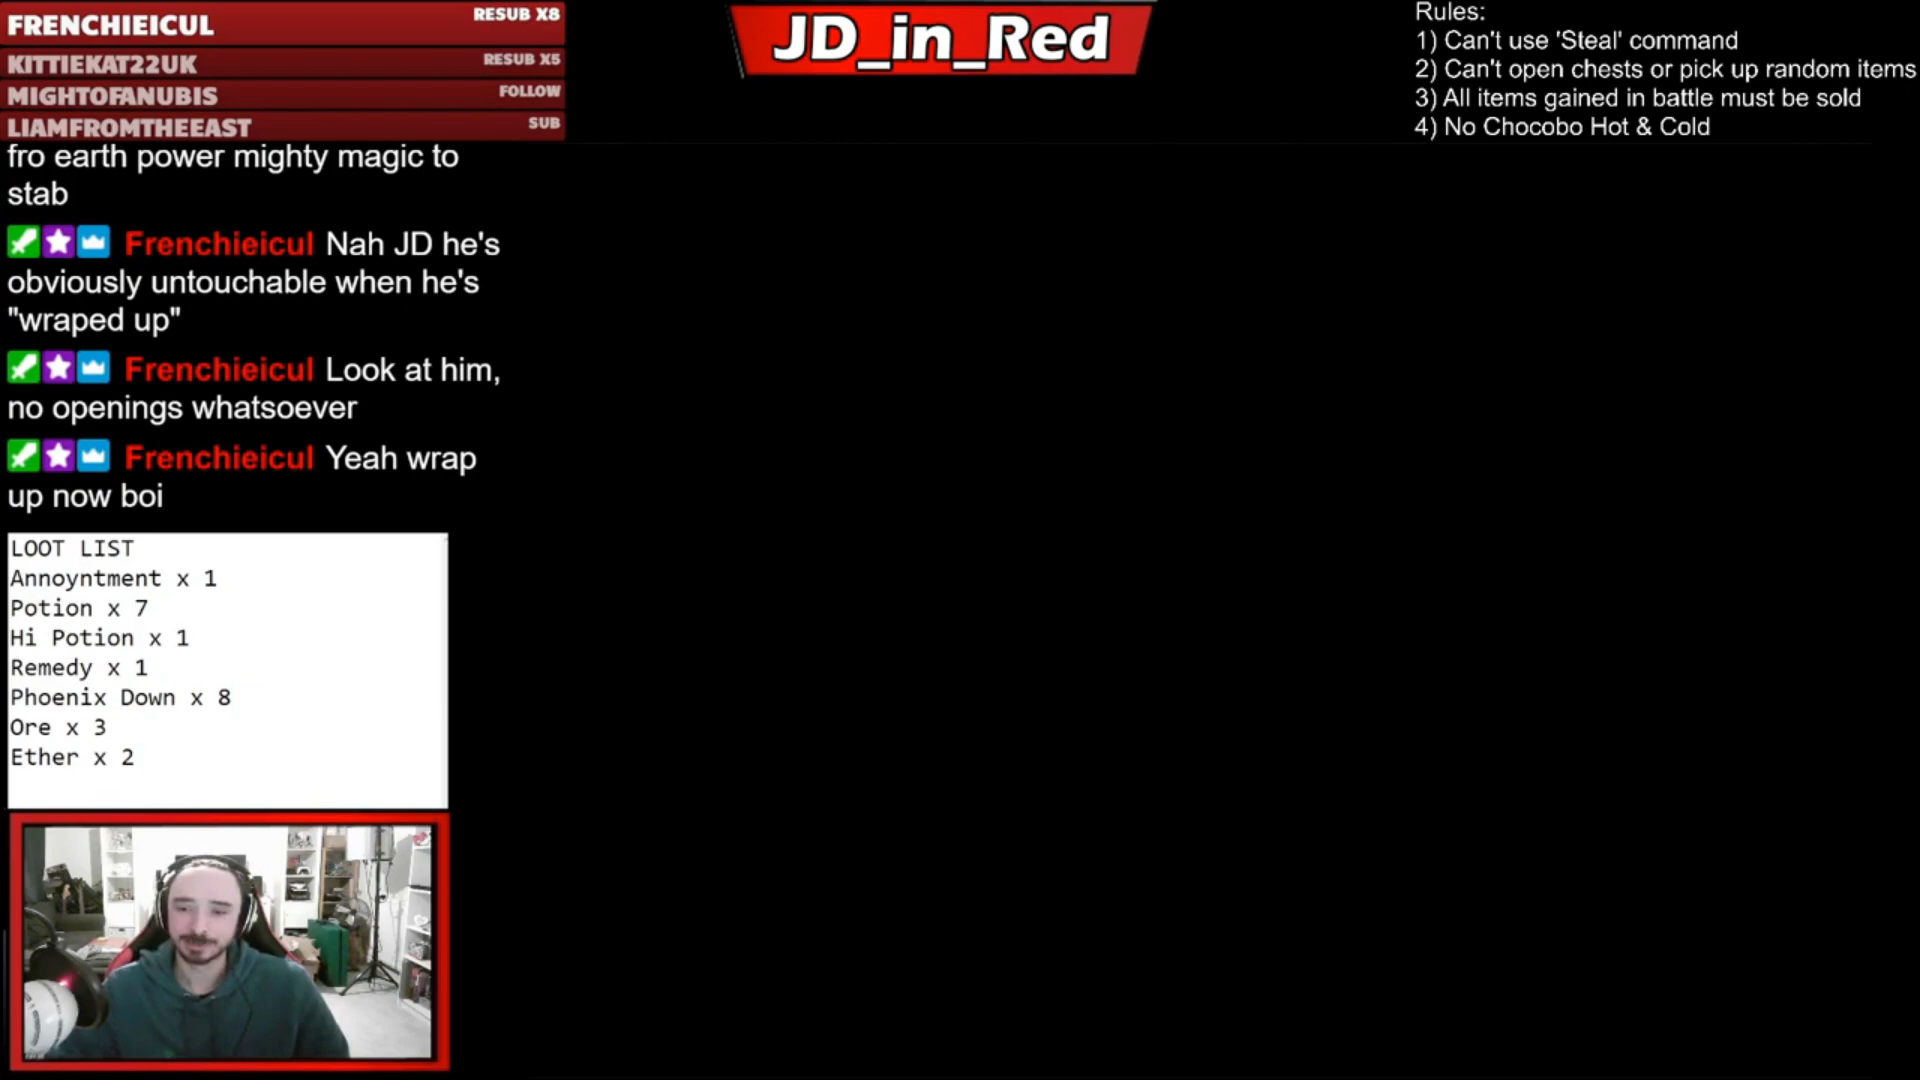 FRENCHIEICUL RESUB X8
KITTIEKAT22UK RESUB X5
MIGHTOFANUBIS FOLLOW
LIAMFROMTHEEAST SUB
fro earth power mighty magic to
stab
Frenchieicul Nah JD he's
obviously untouchable when he's
"wraped up"
Frenchieicul Look at him,
no openings whatsoever
Frenchieicul Yeah wrap
up now boi
LOOT LIST
Annoyntment x 1
Potion x 7
Hi Potion x 1
Remedy x 1
Phoenix Down x 8
Ore x 3
Ether x 2
JD_in_Red
Rules:
1) Can't use 'Steal' command
2) Can't open chests or pick up random items
3) All items gained in battle must be sold
4) No Chocobo Hot & Cold